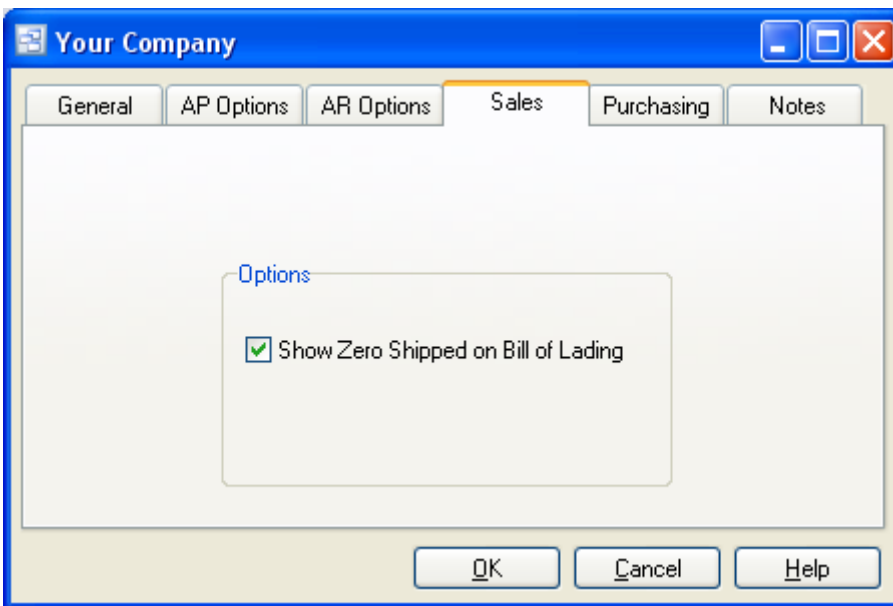 Your Company
General AP Options AR Options Sales Purchasing Notes
Options
Show Zero Shipped on Bill of Lading
OK Cancel Help